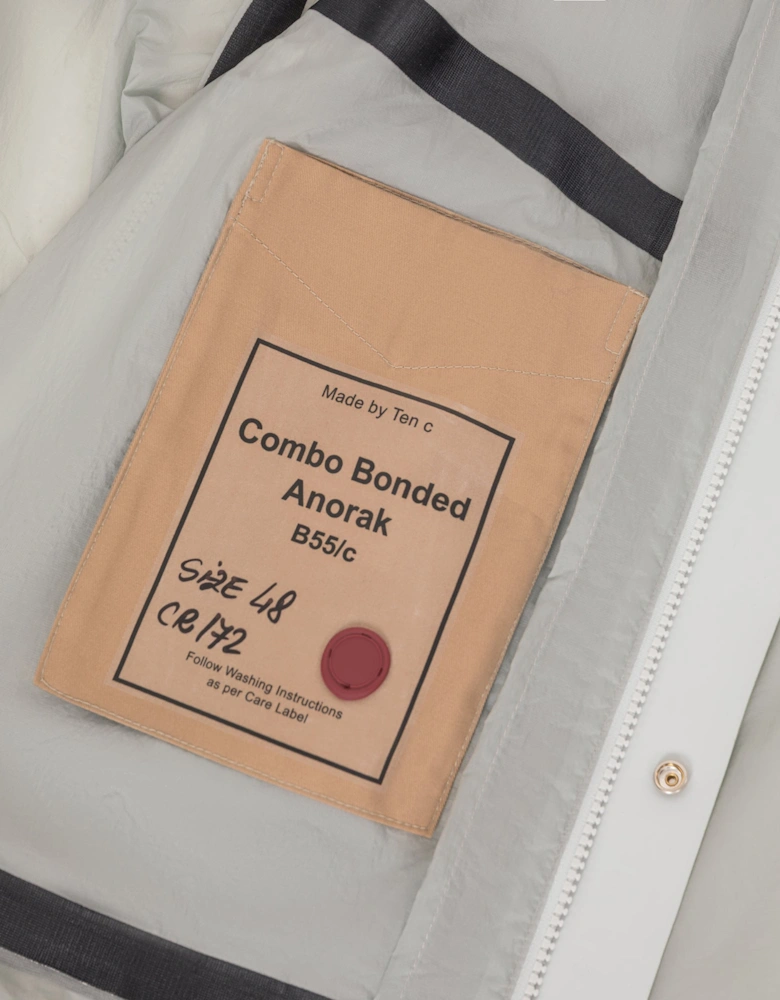 Made by Ten c
Combo Bonded
Anorak
B55/c
SiZE 48
CR172
Follow Washing Instructions
as per Care Label